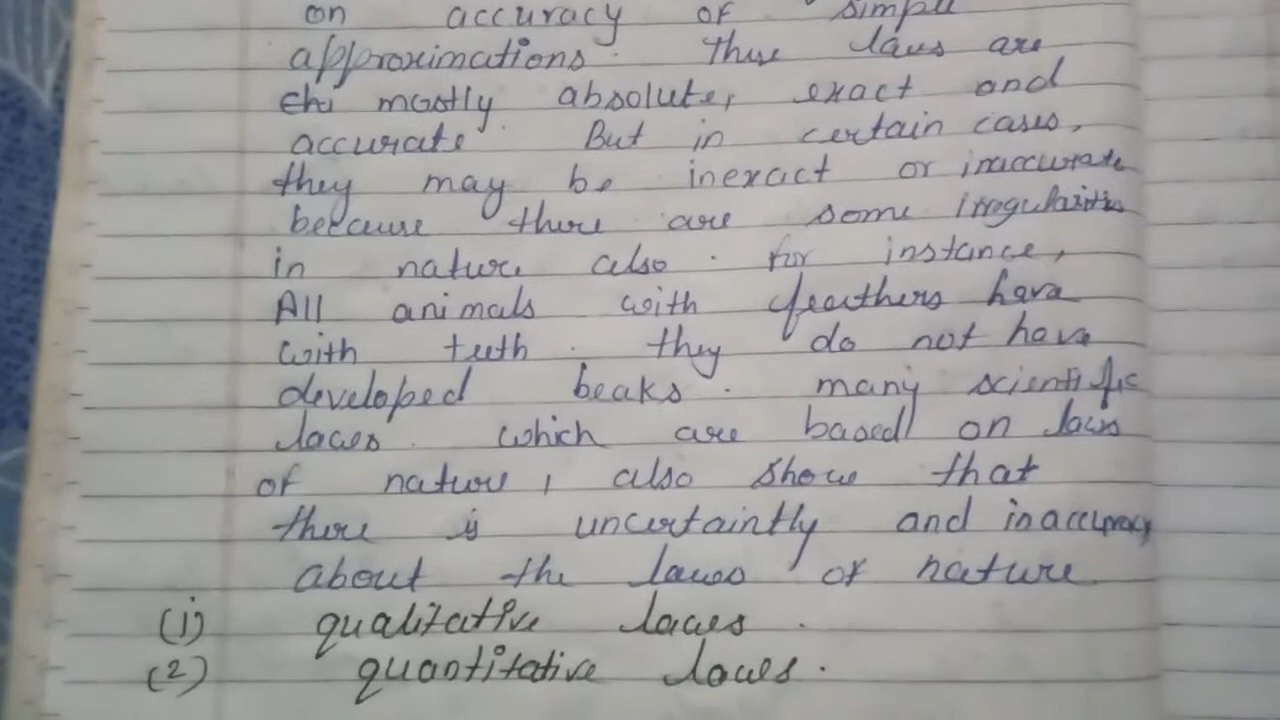 on accuracy of simple
approximations. These laws are
mostly absolute, exact and
accurate. But in certain cases,
they may be inexact or inaccurate
because there are some irregularities
in nature also. for instance,
All animals with feathers have
with teeth. they do not have
developed beaks. many scientific
laws. which are based on laws
of nature, also show that
there is uncertaintly and inaccuracy
about the laws of nature
(1) qualitative laws.
(2) quantitative laws.